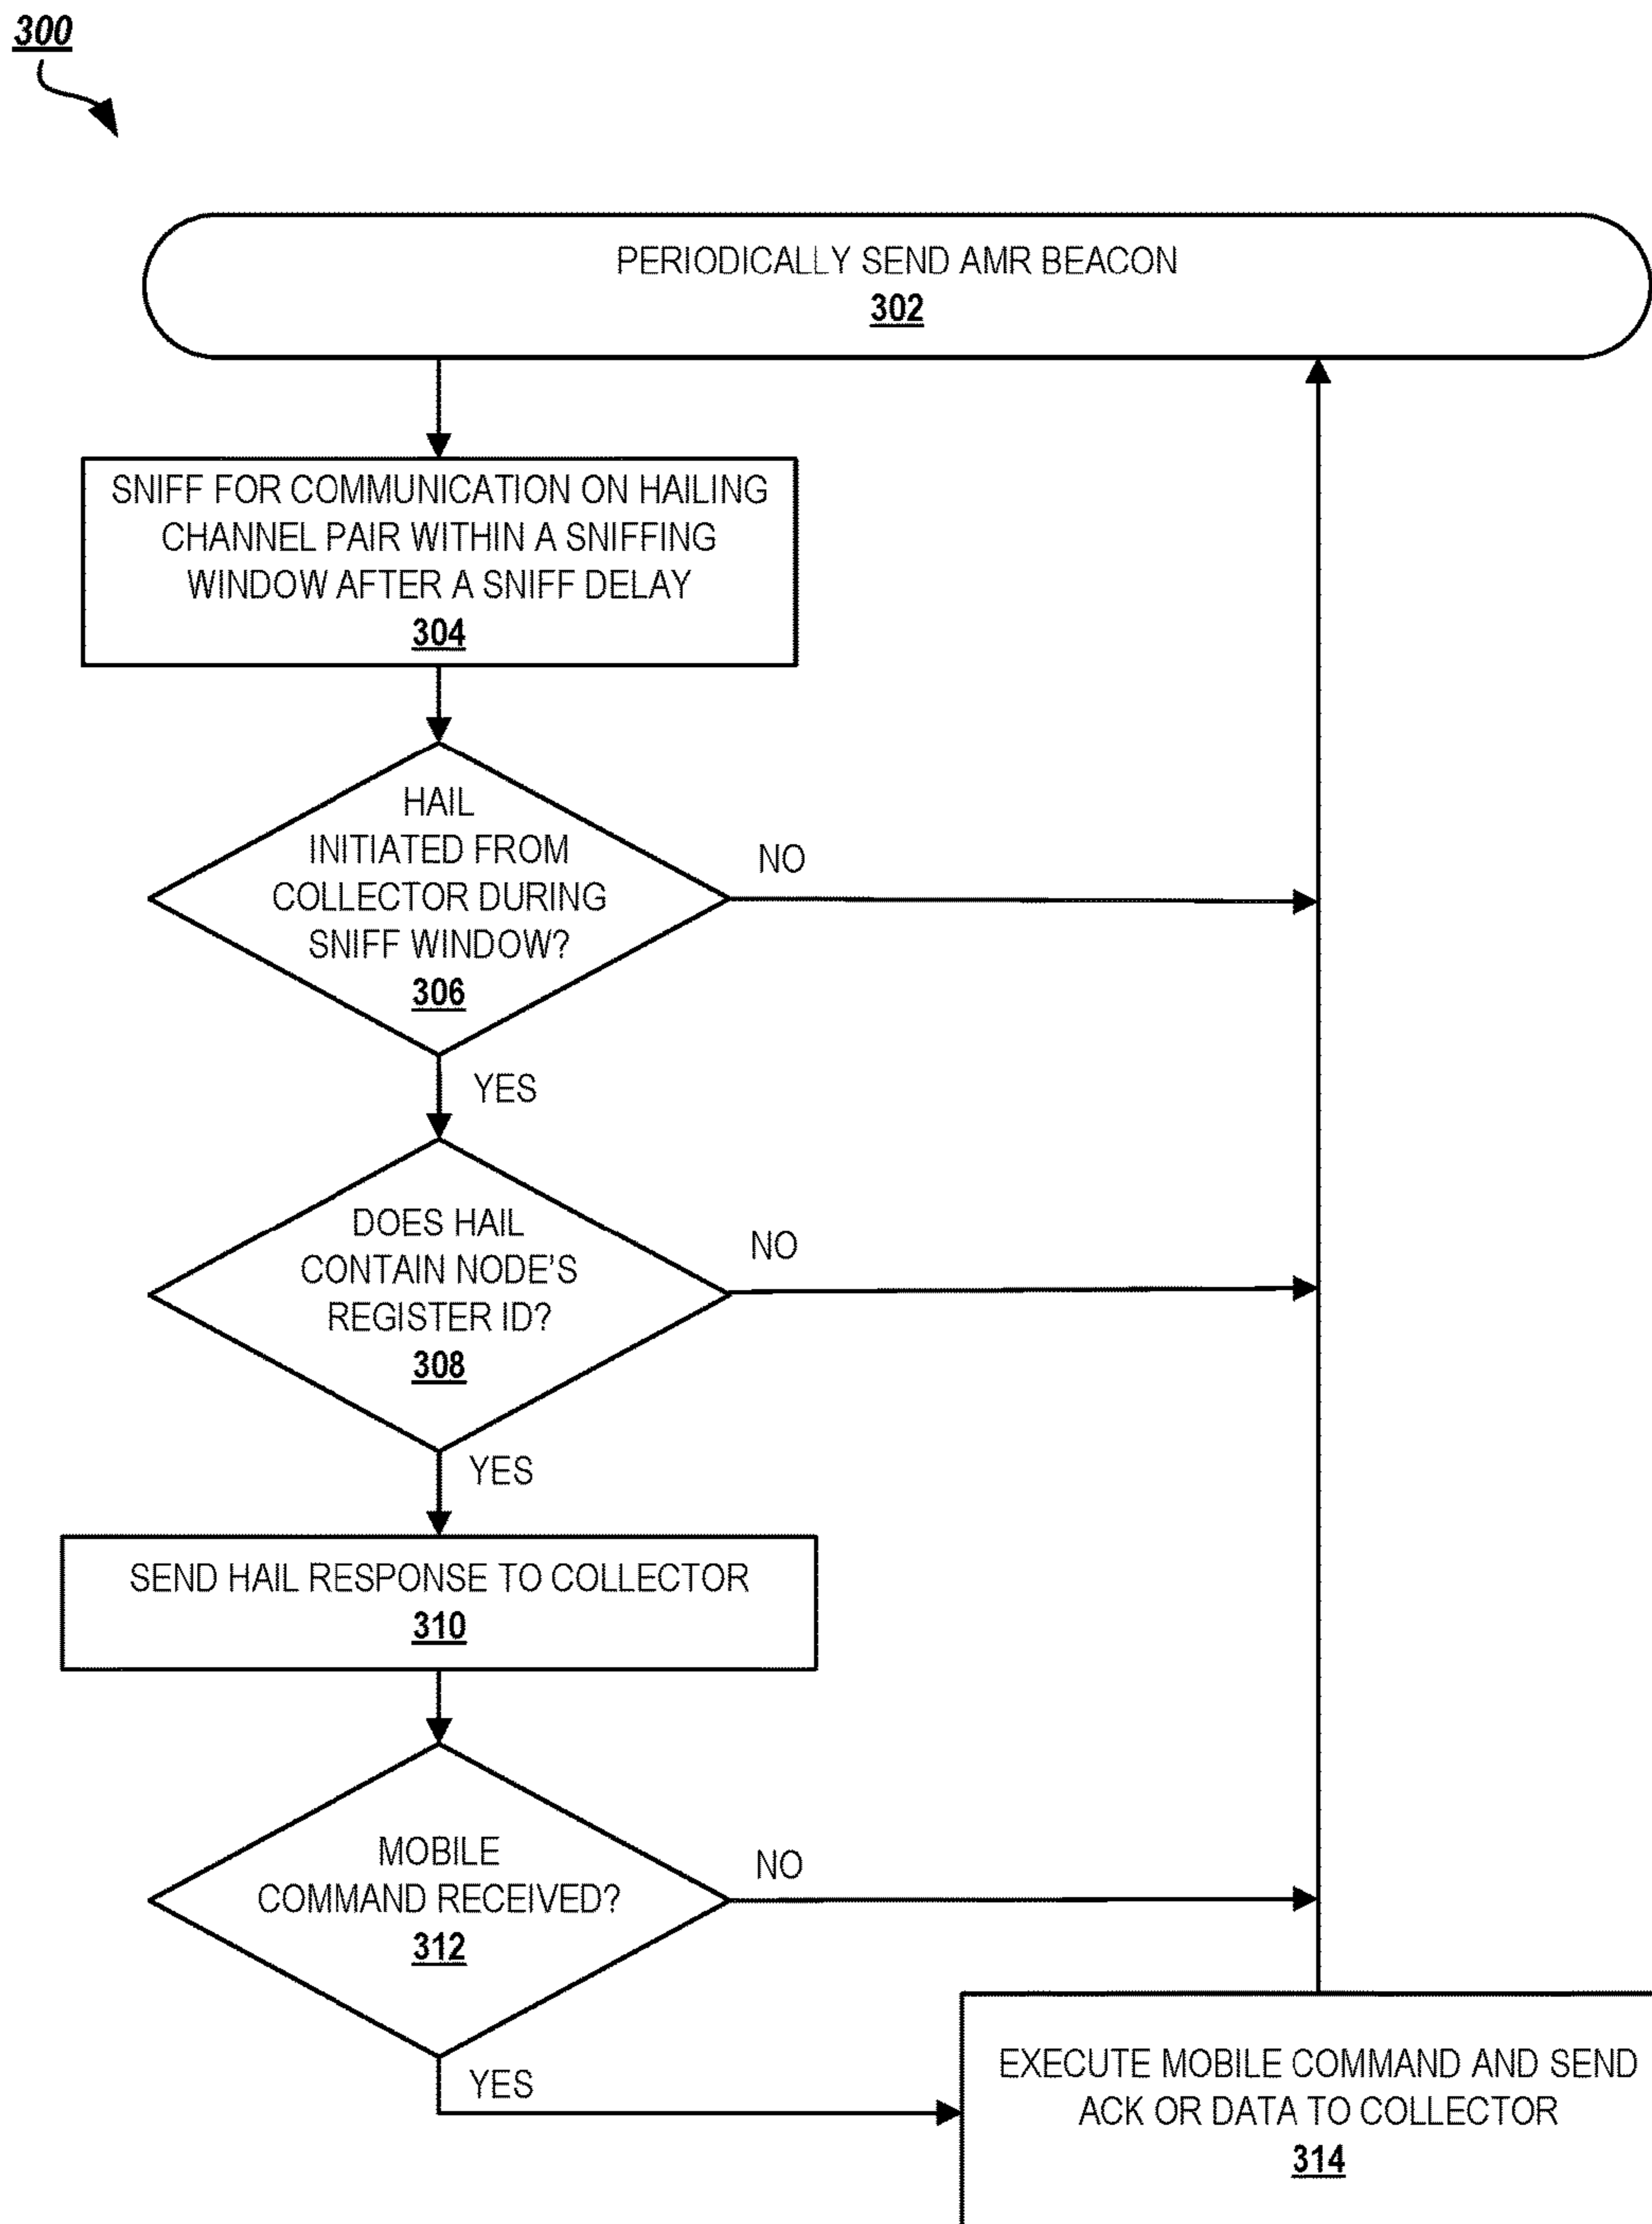 300
PERIODICALLY SEND AMR BEACON
302
SNIFF FOR COMMUNICATION ON HAILING
CHANNEL PAIR WITHIN A SNIFFING
WINDOW AFTER A SNIFF DELAY
304
HAIL
INITIATED FROM
COLLECTOR DURING
SNIFF WINDOW?
306
NO
YES
DOES HAIL
CONTAIN NODE'S
REGISTER ID?
308
NO
YES
SEND HAIL RESPONSE TO COLLECTOR
310
MOBILE
COMMAND RECEIVED?
312
NO
YES
EXECUTE MOBILE COMMAND AND SEND
ACK OR DATA TO COLLECTOR
314